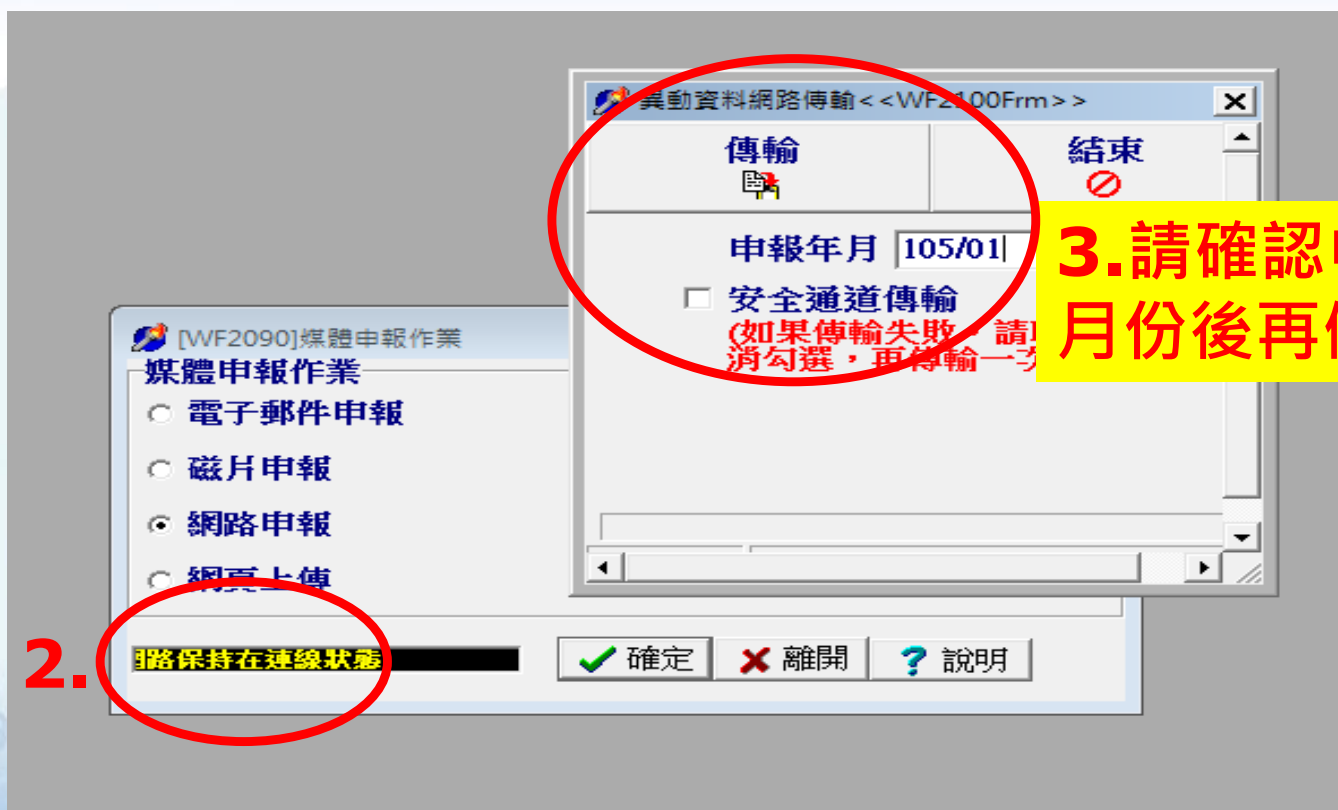 異動資料網路傳輸<<WF2100Frm>>
傳輸
結束
申報年月 105/01
安全通道傳輸
(如果傳輸失敗，請
消勾選，再傳輸一次
3.請確認
月份後再
[WF2090]媒體申報作業
媒體申報作業
電子郵件申報
磁片申報
網路申報
網頁上傳
2.
路保持在連線狀態
確定
離開
說明